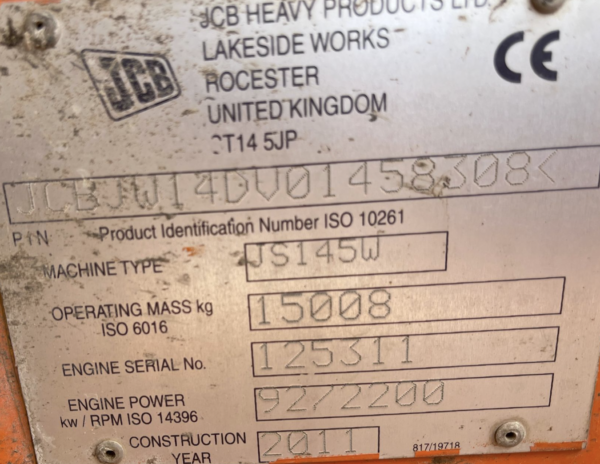 JCB HEAVY PRODUCTS LTD.
LAKESIDE WORKS
ROCESTER
UNITED KINGDOM
ST14 5JP
JCB
CE
JCBJW14DV01458308<
PIN Product Identification Number ISO 10261
MACHINE TYPE JS145W
OPERATING MASS kg ISO 6016 15008
ENGINE SERIAL No. 125311
ENGINE POWER kw / RPM ISO 14396 92/2200
CONSTRUCTION YEAR 2011
817/19718